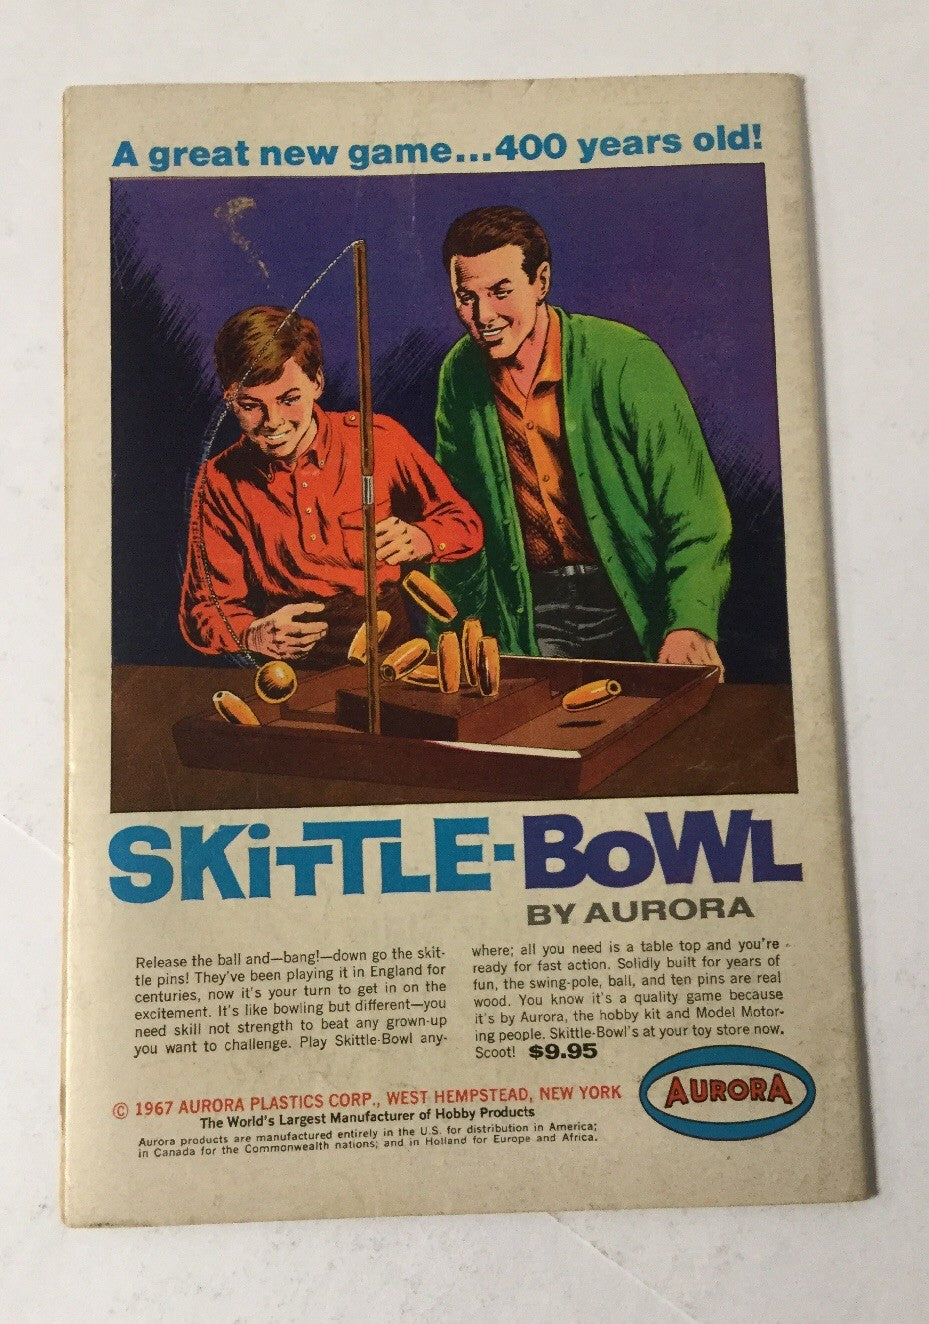 A great new game...400 years old!
SKiTTLE-BoWL
BY AURORA
Release the ball and—bang!—down go the skit-
tle pins! They've been playing it in England for
centuries, now it's your turn to get in on the
excitement. It's like bowling but different—you
need skill not strength to beat any grown-up
you want to challenge. Play Skittle-Bowl any-
where; all you need is a table top and you're
ready for fast action. Solidly built for years of
fun, the swing-pole, ball, and ten pins are real
wood. You know it's a quality game because
it's by Aurora, the hobby kit and Model Motor-
ing people. Skittle-Bowl's at your toy store now.
Scoot! $9.95
AURORA
© 1967 AURORA PLASTICS CORP., WEST HEMPSTEAD, NEW YORK
The World's Largest Manufacturer of Hobby Products
Aurora products are manufactured entirely in the U.S. for distribution in America;
in Canada for the Commonwealth nations; and in Holland for Europe and Africa.